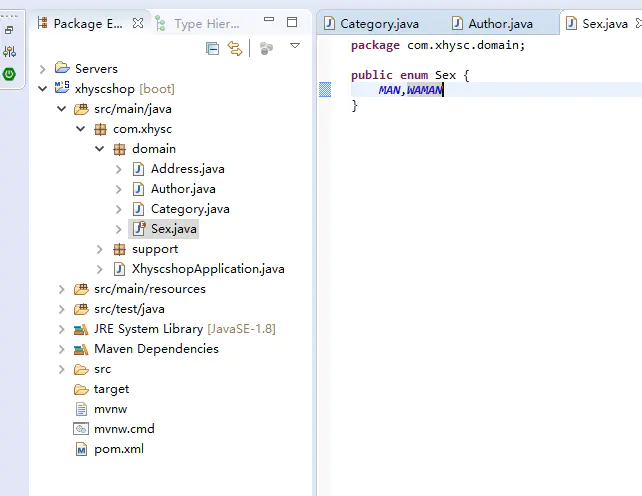 Package E...
Type Hier...
Servers
xhyscshop [boot]
src/main/java
com.xhysc
domain
Address.java
Author.java
Category.java
Sex.java
support
XhyscshopApplication.java
src/main/resources
src/test/java
JRE System Library [JavaSE-1.8]
Maven Dependencies
src
target
mvnw
mvnw.cmd
pom.xml
Category.java
Author.java
Sex.java
package com.xhysc.domain;
public enum Sex {
MAN,WAMAN
}